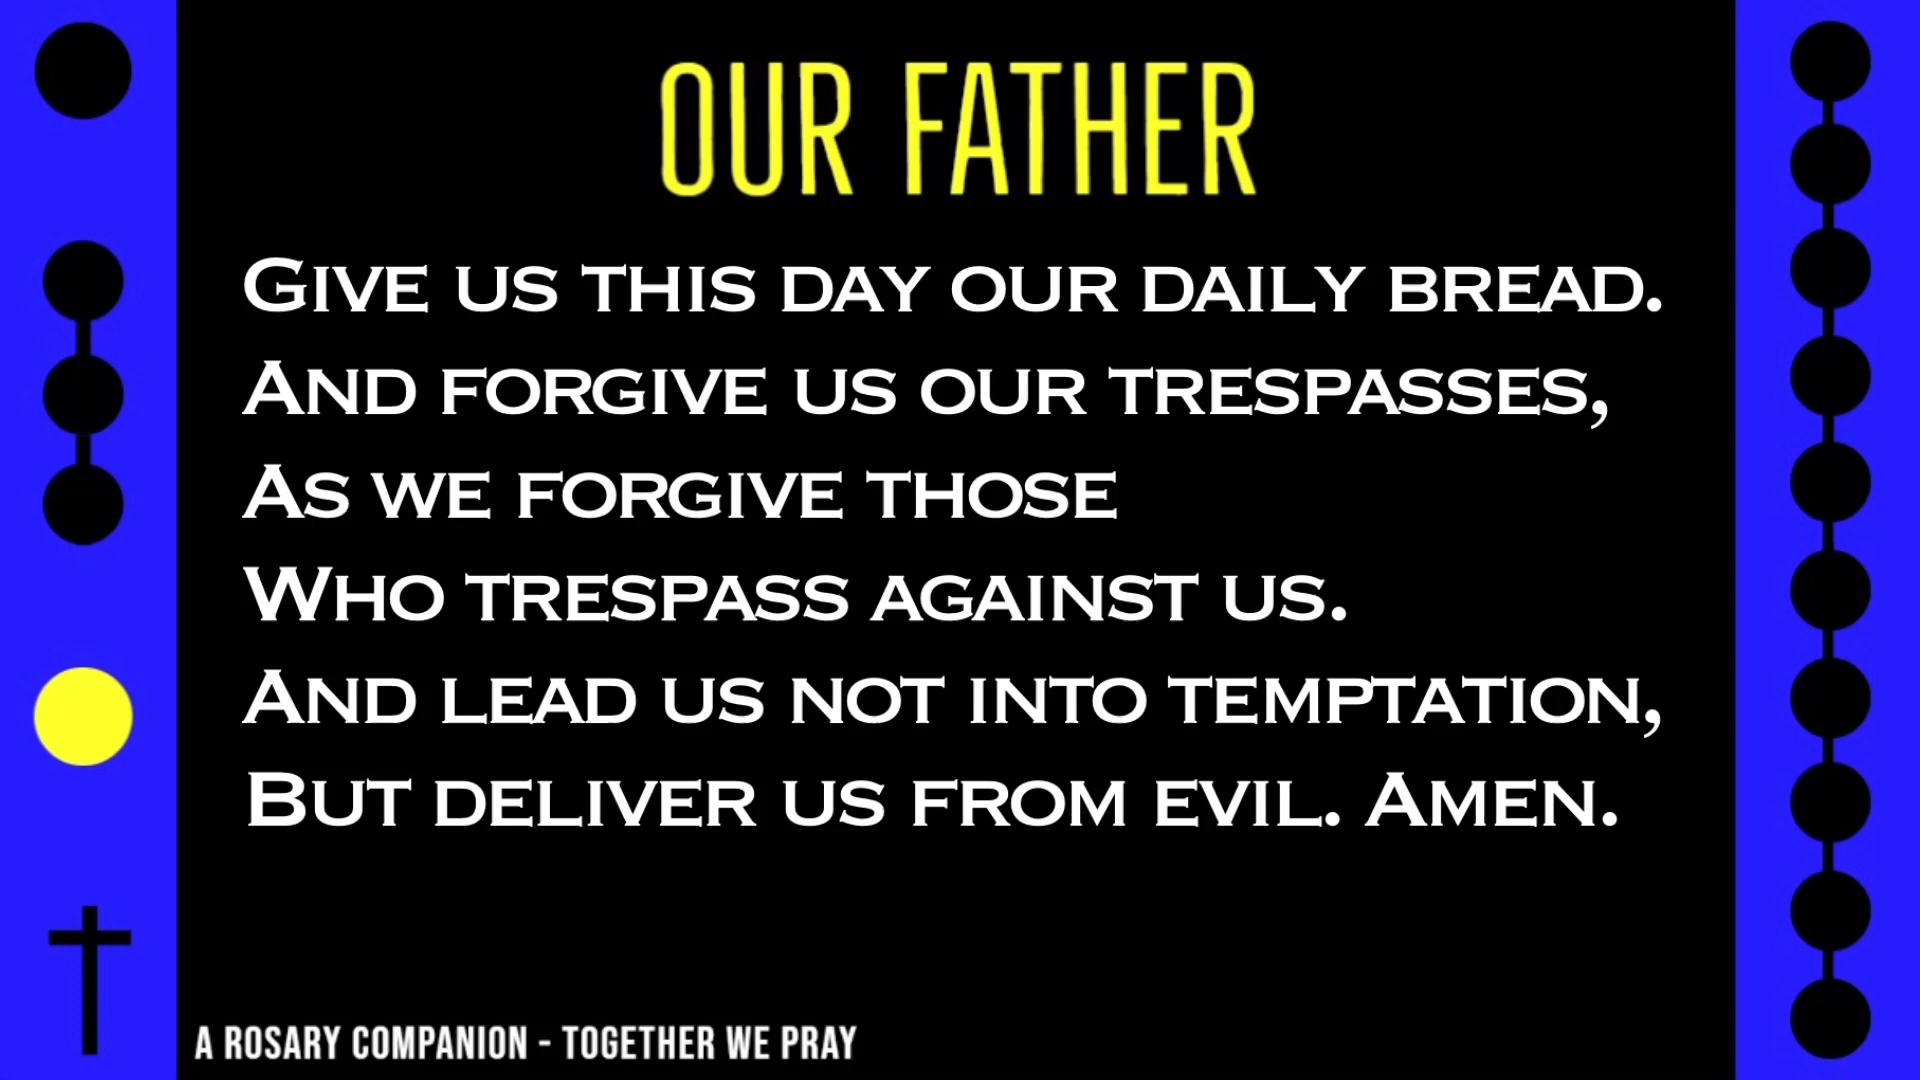 OUR FATHER
Give us this day our daily bread.
And forgive us our trespasses,
As we forgive those
Who trespass against us.
And lead us not into temptation,
But deliver us from evil. Amen.
A ROSARY COMPANION - TOGETHER WE PRAY